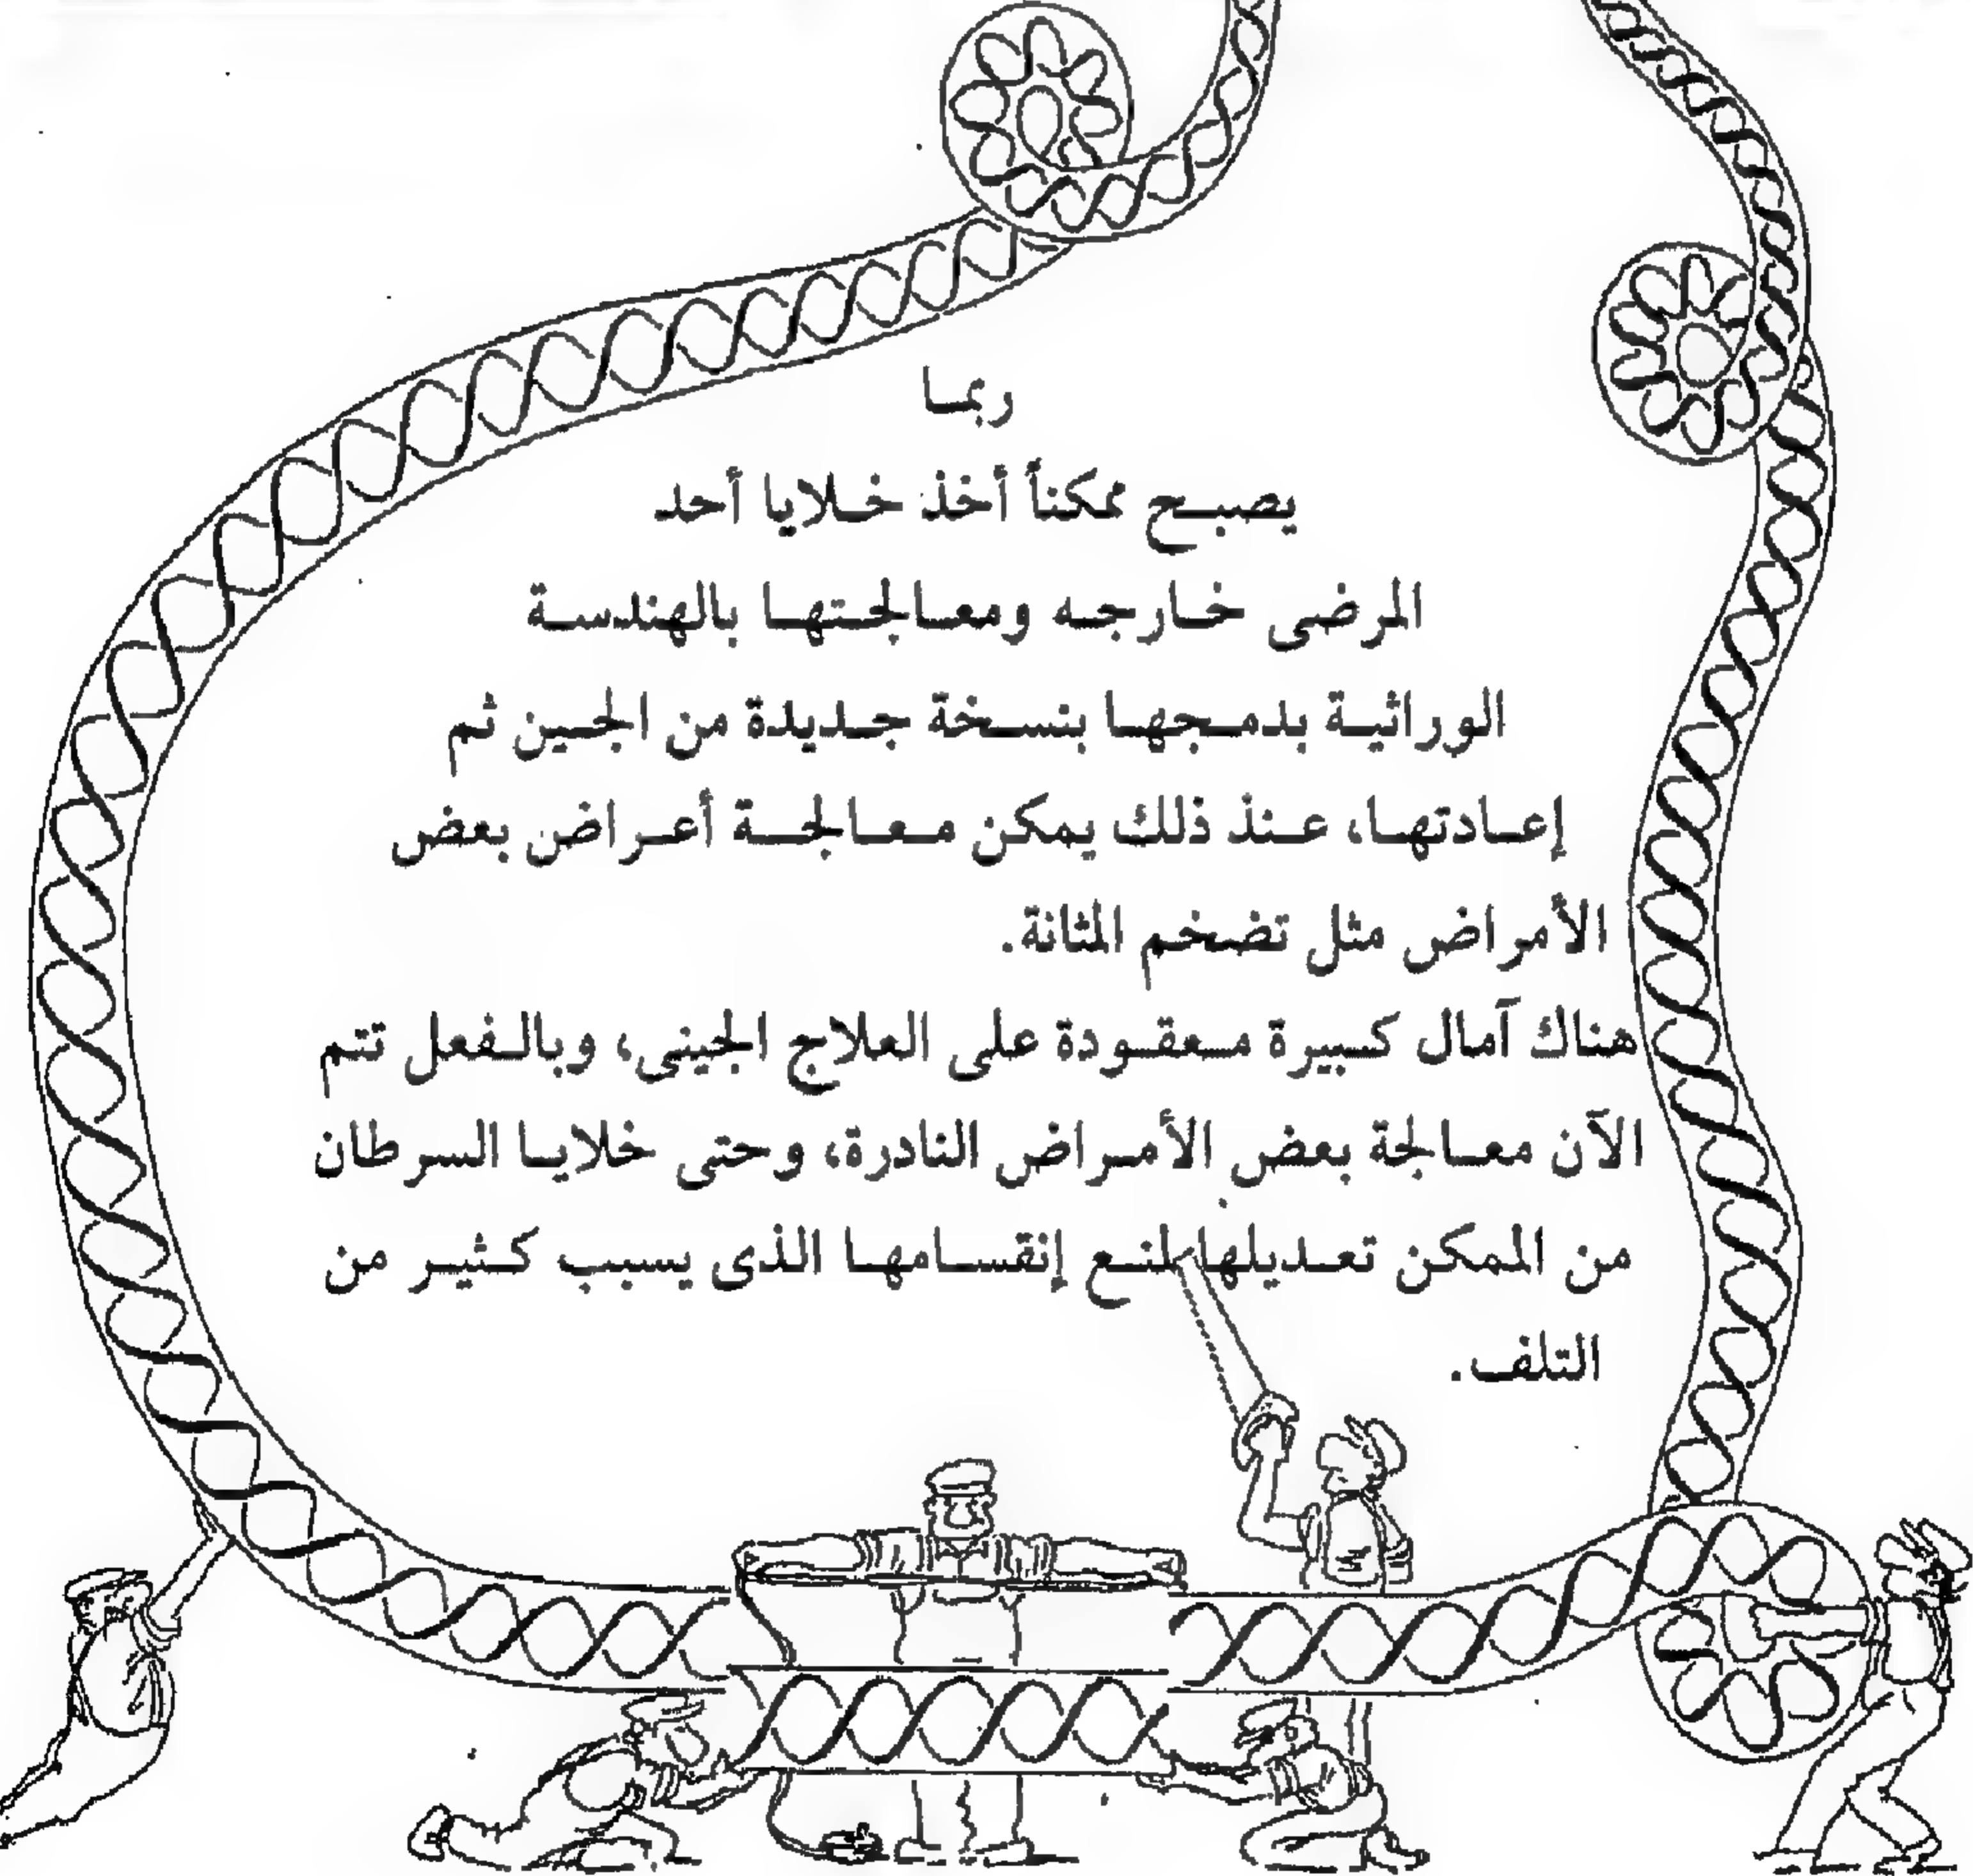 ربما
يصبح ممكناً أخذ خلايا أحد
المرضى خارجه ومعالجتها بالهندسة
الوراثية بدمجها بنسخة جديدة من الجين ثم
إعادتها، عنذ ذلك يمكن معالجة أعراض بعض
الأمراض مثل تضخم المثانة.
هناك آمال كبيرة معقودة على العلاج الجينى، وبالفعل تتم
الآن معالجة بعض الأمراض النادرة، وحتى خلايا السرطان
من الممكن تعديلها لمنع إنقسامها الذى يسبب كثير من
التلف.